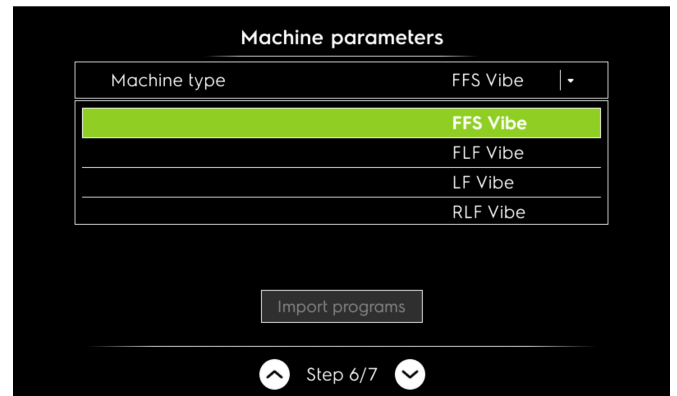 Machine parameters
Machine type FFS Vibe
FFS Vibe
FLF Vibe
LF Vibe
RLF Vibe
Import programs
Step 6/7